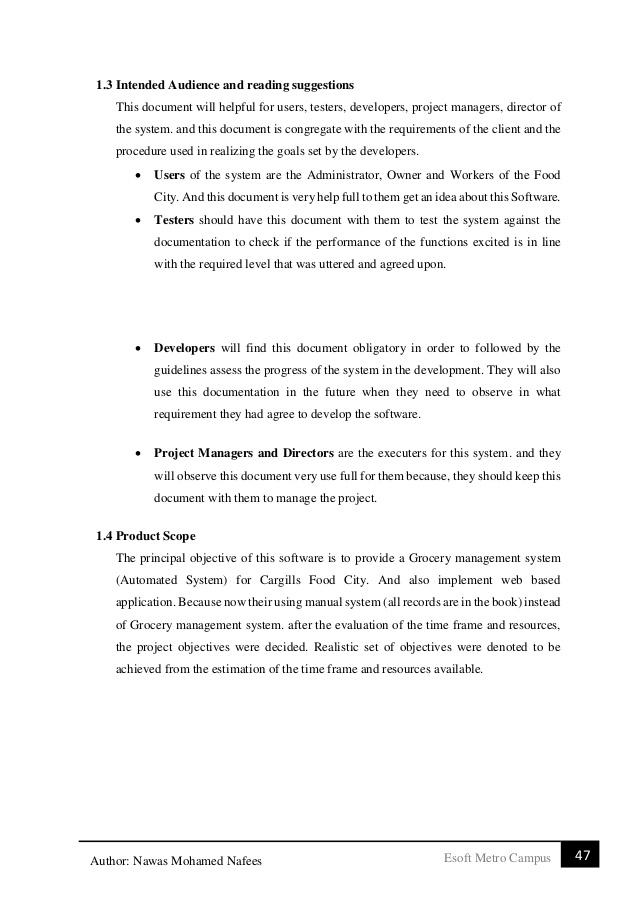 1.3 Intended Audience and reading suggestions
This document will helpful for users, testers, developers, project managers, director of
the system. and this document is congregate with the requirements of the client and the
procedure used in realizing the goals set by the developers.
• Users of the system are the Administrator, Owner and Workers of the Food
City. And this document is very help full to them get an idea about this Software.
• Testers should have this document with them to test the system against the
documentation to check if the performance of the functions excited is in line
with the required level that was uttered and agreed upon.
• Developers will find this document obligatory in order to followed by the
guidelines assess the progress of the system in the development. They will also
use this documentation in the future when they need to observe in what
requirement they had agree to develop the software.
• Project Managers and Directors are the executers for this system. and they
will observe this document very use full for them because, they should keep this
document with them to manage the project.
1.4 Product Scope
The principal objective of this software is to provide a Grocery management system
(Automated System) for Cargills Food City. And also implement web based
application. Because now their using manual system (all records are in the book) instead
of Grocery management system. after the evaluation of the time frame and resources,
the project objectives were decided. Realistic set of objectives were denoted to be
achieved from the estimation of the time frame and resources available.
Author: Nawas Mohamed Nafees
Esoft Metro Campus
47